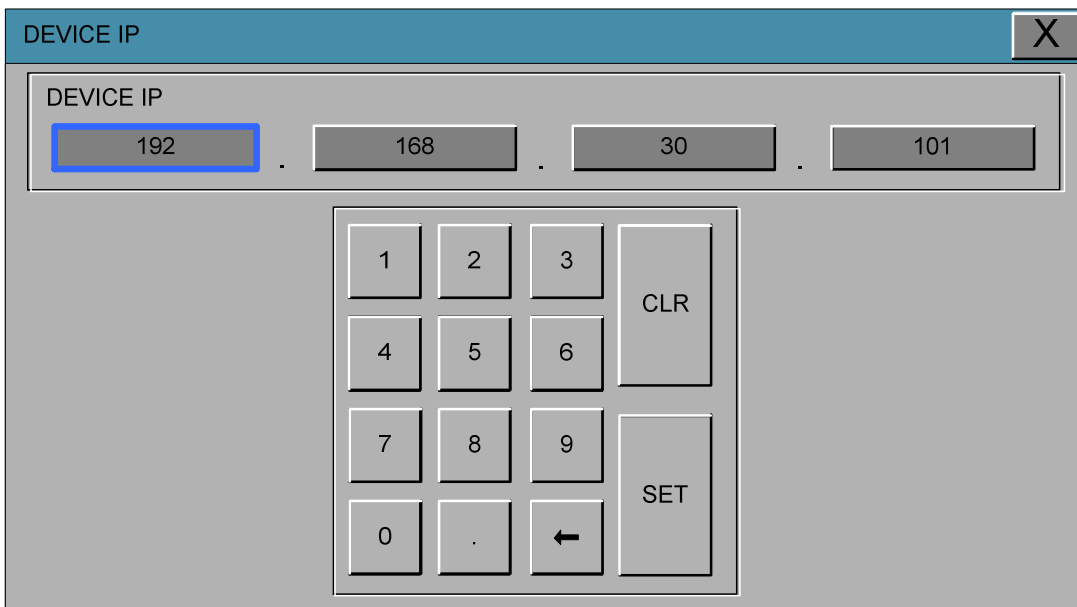 DEVICE IP X
DEVICE IP
192 . 168 . 30 . 101
1 2 3
CLR
4 5 6
7 8 9
SET
0 . ←